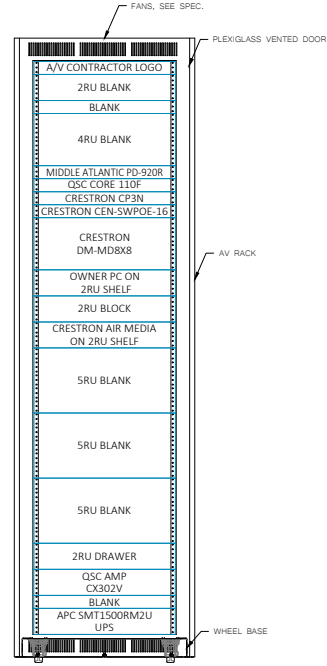 FANS, SEE SPEC.
PLEXIGLASS VENTED DOOR
A/V CONTRACTOR LOGO
2RU BLANK
BLANK
4RU BLANK
MIDDLE ATLANTIC PD-920R
QSC CORE 110F
CRESTRON CP3N
CRESTRON CEN-SWPOE-16
CRESTRON
DM-MD8X8
AV RACK
OWNER PC ON
2RU SHELF
2RU BLOCK
CRESTRON AIR MEDIA
ON 2RU SHELF
5RU BLANK
5RU BLANK
5RU BLANK
2RU DRAWER
QSC AMP
CX302V
BLANK
APC SMT1500RM2U
UPS
WHEEL BASE